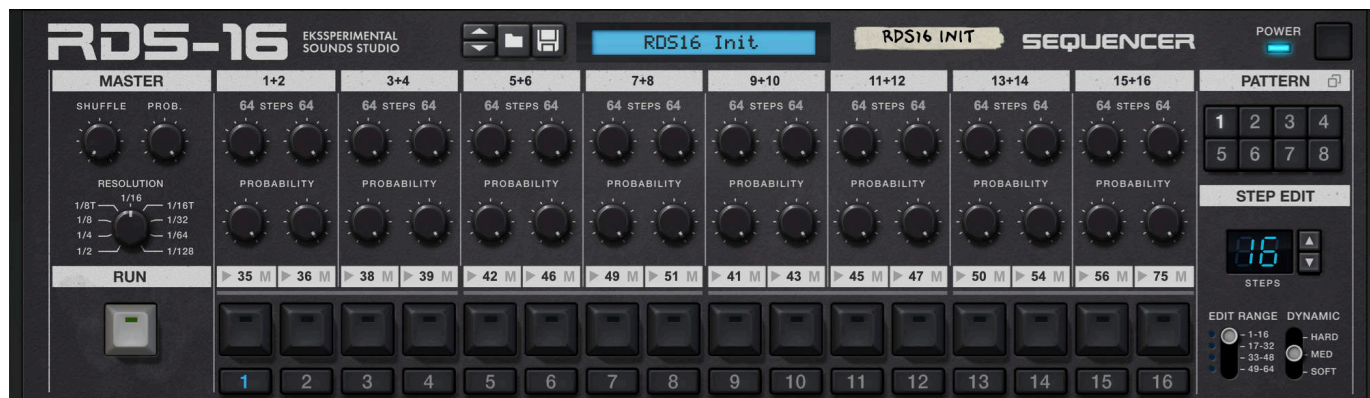 RDS-16
EKSSPERIMENTAL
SOUNDS STUDIO
RDS16 Init
RDS16 INIT
SEQUENCER
POWER
MASTER
1+2
3+4
5+6
7+8
9+10
11+12
13+14
15+16
PATTERN
SHUFFLE PROB.
64 STEPS 64
64 STEPS 64
64 STEPS 64
64 STEPS 64
64 STEPS 64
64 STEPS 64
64 STEPS 64
64 STEPS 64
1 2 3 4
5 6 7 8
RESOLUTION
1/16
1/8T 1/16T
1/8 1/32
1/4 1/64
1/2 1/128
PROBABILITY
PROBABILITY
PROBABILITY
PROBABILITY
PROBABILITY
PROBABILITY
PROBABILITY
PROBABILITY
STEP EDIT
16
STEPS
RUN
35 M 36 M 38 M 39 M 42 M 46 M 49 M 51 M 41 M 43 M 45 M 47 M 50 M 54 M 56 M 75 M
EDIT RANGE DYNAMIC
1-16 HARD
17-32
33-48 MED
49-64 SOFT
1 2 3 4 5 6 7 8 9 10 11 12 13 14 15 16